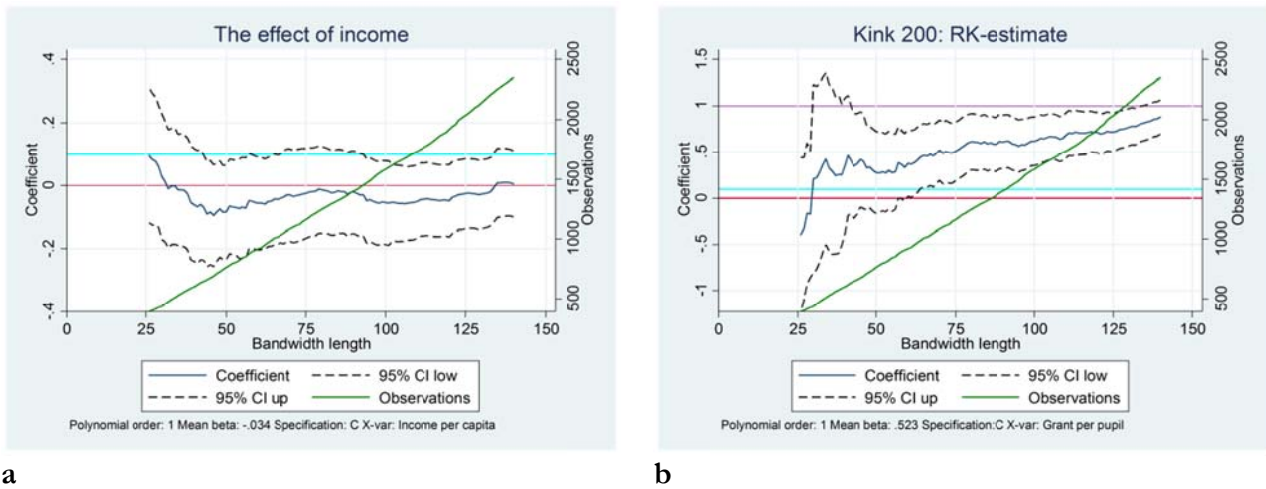 The effect of income
.4
.2
0
-.2
-.4
Coefficient
2500
2000
1500
1000
500
Observations
0 25 50 75 100 125 150
Bandwidth length
Coefficient 95% CI low
95% CI up Observations
Polynomial order: 1 Mean beta: -.034 Specification: C X-var: Income per capita
a
Kink 200: RK-estimate
1.5
1
.5
0
-.5
-1
Coefficient
2500
2000
1500
1000
500
Observations
0 25 50 75 100 125 150
Bandwidth length
Coefficient 95% CI low
95% CI up Observations
Polynomial order: 1 Mean beta: .523 Specification:C X-var: Grant per pupil
b